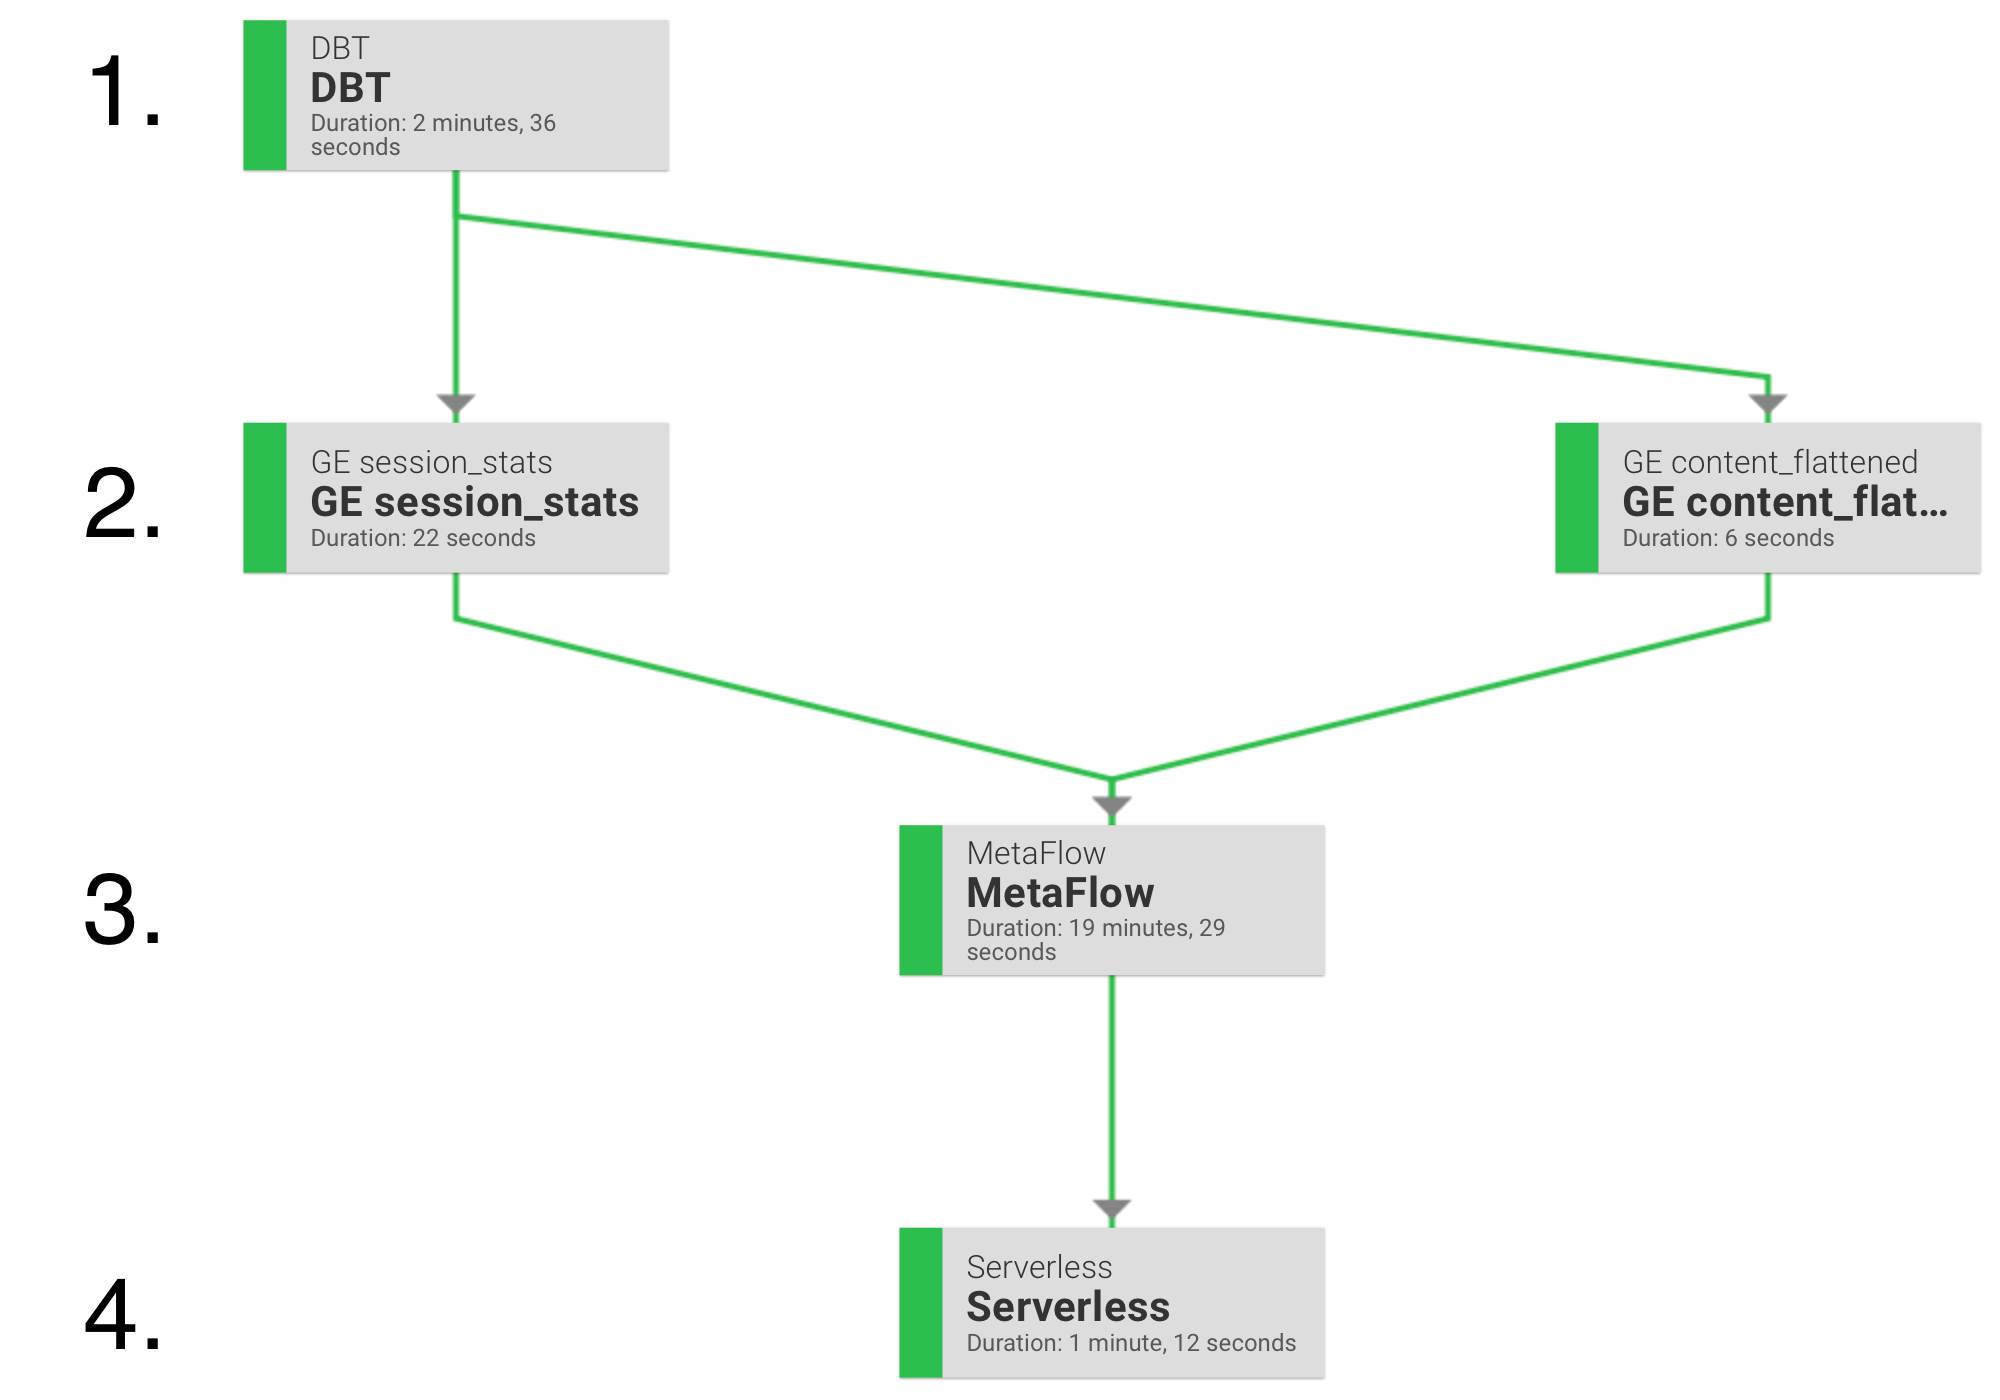 1.
DBT
DBT
Duration: 2 minutes, 36
seconds
2.
GE session_stats
GE session_stats
Duration: 22 seconds
GE content_flattened
GE content_flat...
Duration: 6 seconds
3.
MetaFlow
MetaFlow
Duration: 19 minutes, 29
seconds
4.
Serverless
Serverless
Duration: 1 minute, 12 seconds